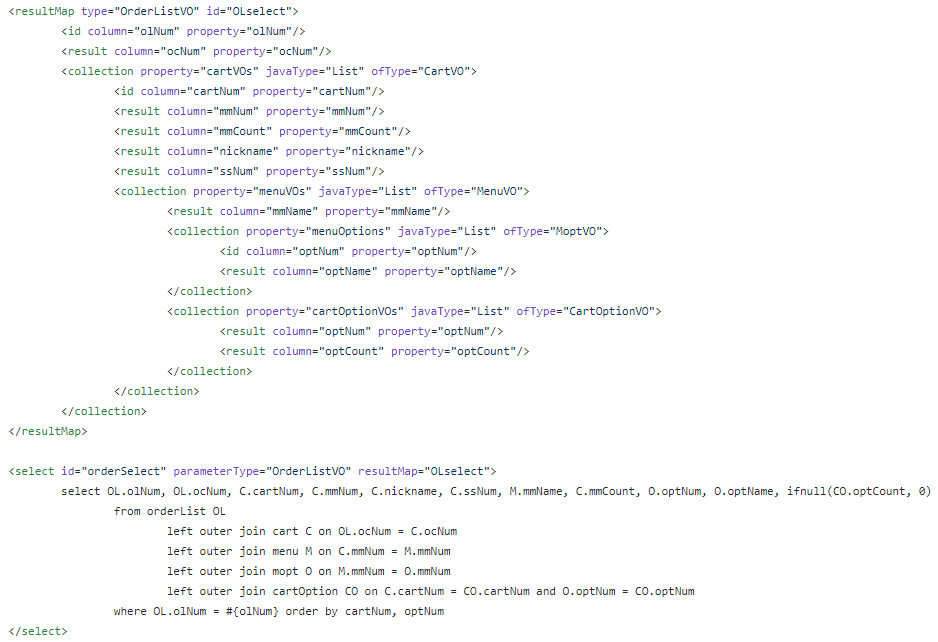 <resultMap type="OrderListVO" id="OLselect">
<id column="olNum" property="olNum"/>
<result column="ocNum" property="ocNum"/>
<collection property="cartVOs" javaType="List" ofType="CartVO">
<id column="cartNum" property="cartNum"/>
<result column="mmNum" property="mmNum"/>
<result column="mmCount" property="mmCount"/>
<result column="nickname" property="nickname"/>
<result column="ssNum" property="ssNum"/>
<collection property="menuVOs" javaType="List" ofType="MenuVO">
<result column="mmName" property="mmName"/>
<collection property="menuOptions" javaType="List" ofType="MoptVO">
<id column="optNum" property="optNum"/>
<result column="optName" property="optName"/>
</collection>
<collection property="cartOptionVOs" javaType="List" ofType="CartOptionVO">
<result column="optNum" property="optNum"/>
<result column="optCount" property="optCount"/>
</collection>
</collection>
</collection>
</resultMap>
<select id="orderSelect" parameterType="OrderListVO" resultMap="OLselect">
select OL.olNum, OL.ocNum, C.cartNum, C.mmNum, C.nickname, C.ssNum, M.mmName, C.mmCount, O.optNum, O.optName, ifnull(CO.optCount, 0)
from orderList OL
left outer join cart C on OL.ocNum = C.ocNum
left outer join menu M on C.mmNum = M.mmNum
left outer join mopt O on M.mmNum = O.mmNum
left outer join cartOption CO on C.cartNum = CO.cartNum and O.optNum = CO.optNum
where OL.olNum = #{olNum} order by cartNum, optNum
</select>